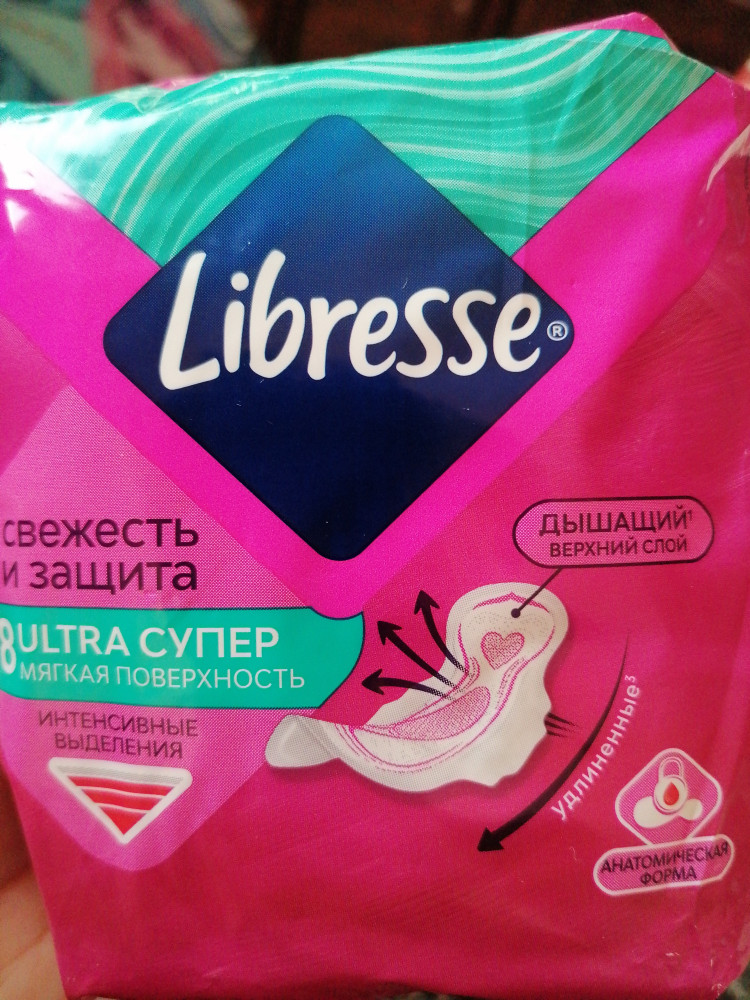 Libresse®
свежесть
и защита
8 ULTRA СУПЕР
МЯГКАЯ ПОВЕРХНОСТЬ
ИНТЕНСИВНЫЕ
ВЫДЕЛЕНИЯ
ДЫШАЩИЙ¹
ВЕРХНИЙ СЛОЙ
удлиненные³
АНАТОМИЧЕСКАЯ
ФОРМА